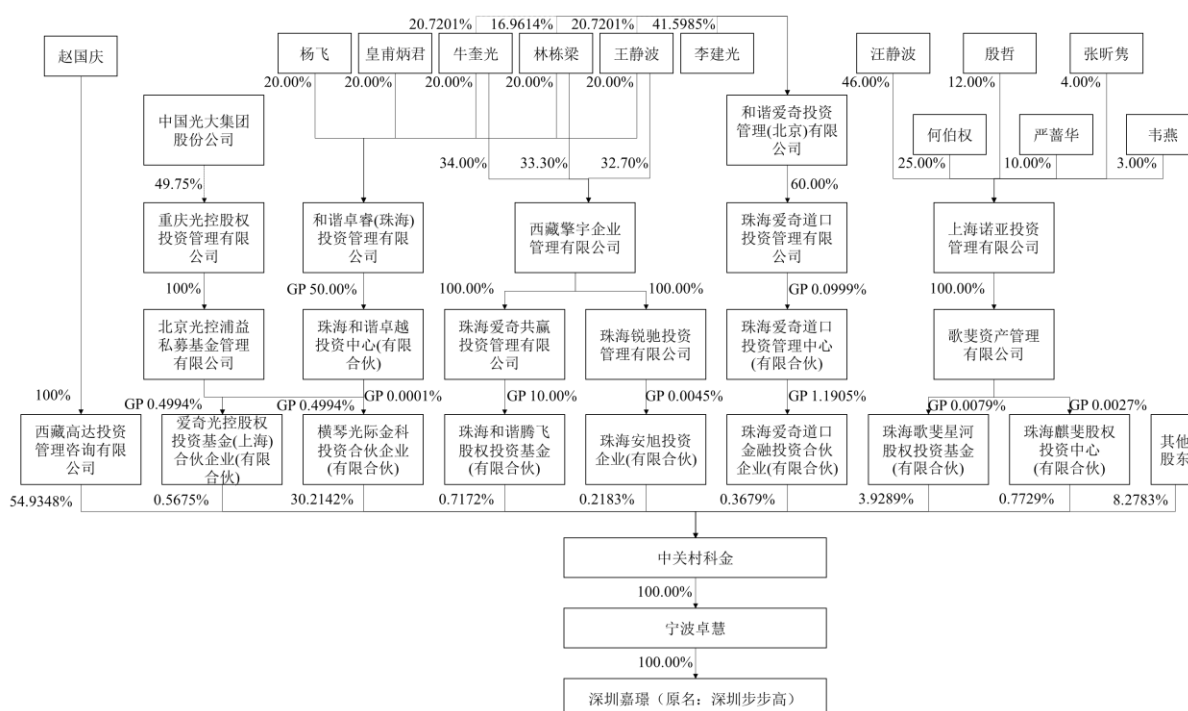 20.7201% 16.9614% 20.7201% 41.5985%
赵国庆
杨飞
皇甫炳君
牛奎光
林栋梁
王静波
李建光
汪静波
殷哲
张昕隽
20.00% 20.00% 20.00% 20.00% 20.00%
46.00% 12.00% 4.00%
中国光大集团
股份公司
和谐爱奇投资
管理(北京)有限
公司
何伯权
严蔷华
韦燕
34.00% 33.30% 32.70%
25.00% 10.00% 3.00%
49.75%
60.00%
重庆光控股权
投资管理有限
公司
和谐卓睿(珠海)
投资管理有限
公司
西藏擎宇企业
管理有限公司
珠海爱奇道口
投资管理有限
公司
上海诺亚投资
管理有限公司
100% GP 50.00% 100.00% 100.00% GP 0.0999% 100.00%
北京光控浦益
私募基金管理
有限公司
珠海和谐卓越
投资中心(有限
合伙)
珠海爱奇共赢
投资管理有限
公司
珠海锐驰投资
管理有限公司
珠海爱奇道口
投资管理中心
(有限合伙)
歌斐资产管理
有限公司
100% GP 0.4994% GP 0.4994% GP 0.0001% GP 10.00% GP 0.0045% GP 1.1905% GP 0.0079% GP 0.0027%
西藏高达投资
管理咨询有限
公司
爱奇光控股权
投资基金(上海)
合伙企业(有限
合伙)
横琴光际金科
投资合伙企业
(有限合伙)
珠海和谐腾飞
股权投资基金
(有限合伙)
珠海安旭投资
企业(有限合伙)
珠海爱奇道口
金融投资合伙
企业(有限合伙)
珠海歌斐星河
股权投资基金
(有限合伙)
珠海麒斐股权
投资中心
(有限合伙)
其他
股东
54.9348% 0.5675% 30.2142% 0.7172% 0.2183% 0.3679% 3.9289% 0.7729% 8.2783%
中关村科金
100.00%
宁波卓慧
100.00%
深圳嘉璟（原名：深圳步步高）